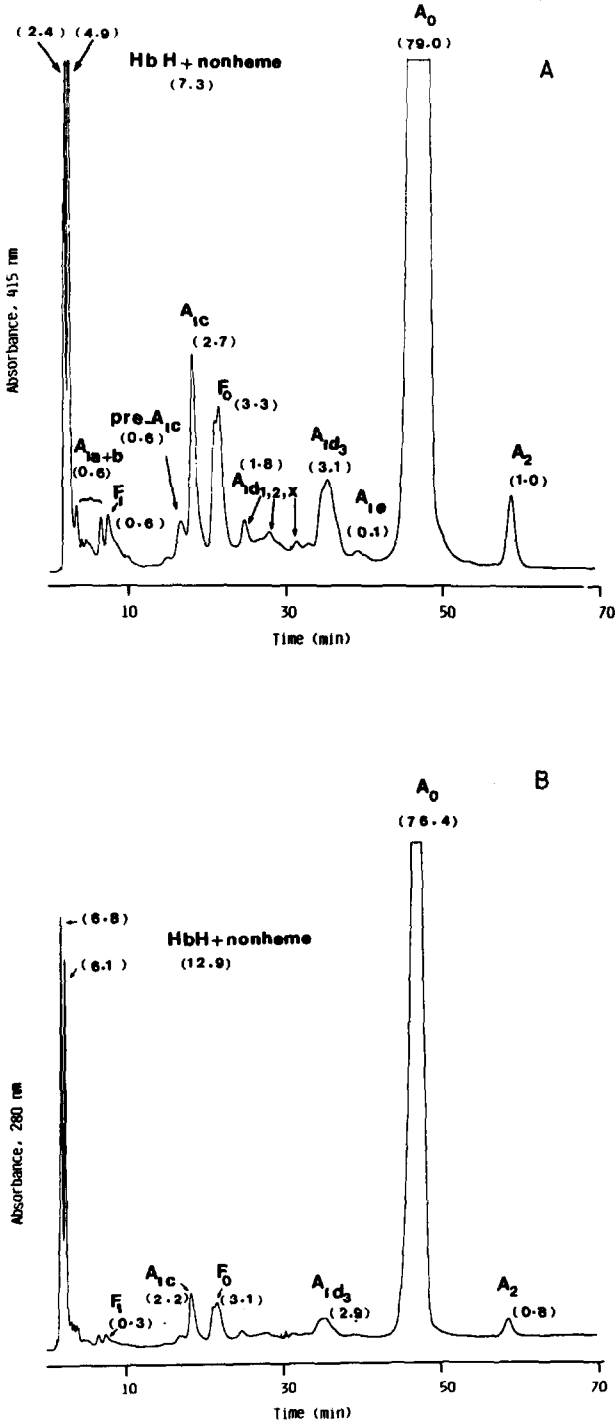 A₀
(79.0)
A
(2.4) (4.9)
Hb H + nonheme
(7.3)
Absorbance, 415 nm
A₁c
(2.7)
F₀ (3.3)
pre-A₁c
(0.6)
A₁a+b
(0.6)
F₁
(0.6)
(1.8)
A₁d₁,₂,ₓ
A₁d₃
(3.1)
A₁e
(0.1)
A₂
(1.0)
10 30 50 70
Time (min)
B
A₀
(76.4)
(6.8)
(6.1)
HbH + nonheme
(12.9)
Absorbance, 280 nm
F₁
(0.3)
A₁c
(2.2)
F₀
(3.1)
A₁d₃
(2.9)
A₂
(0.8)
10 30 50 70
Time (min)